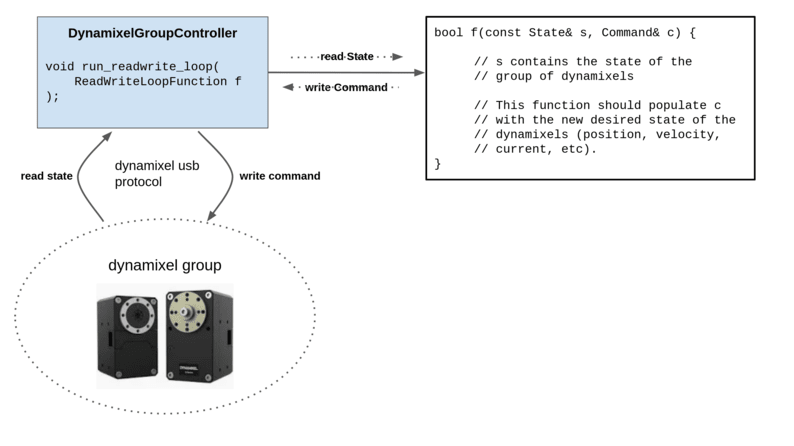 DynamixelGroupController
void run_readwrite_loop(
ReadWriteLoopFunction f
);
read State
write Command
bool f(const State& s, Command& c) {
// s contains the state of the
// group of dynamixels
// This function should populate c
// with the new desired state of the
// dynamixels (position, velocity,
// current, etc).
}
read state
dynamixel usb
protocol
write command
dynamixel group
DYNAMIXEL